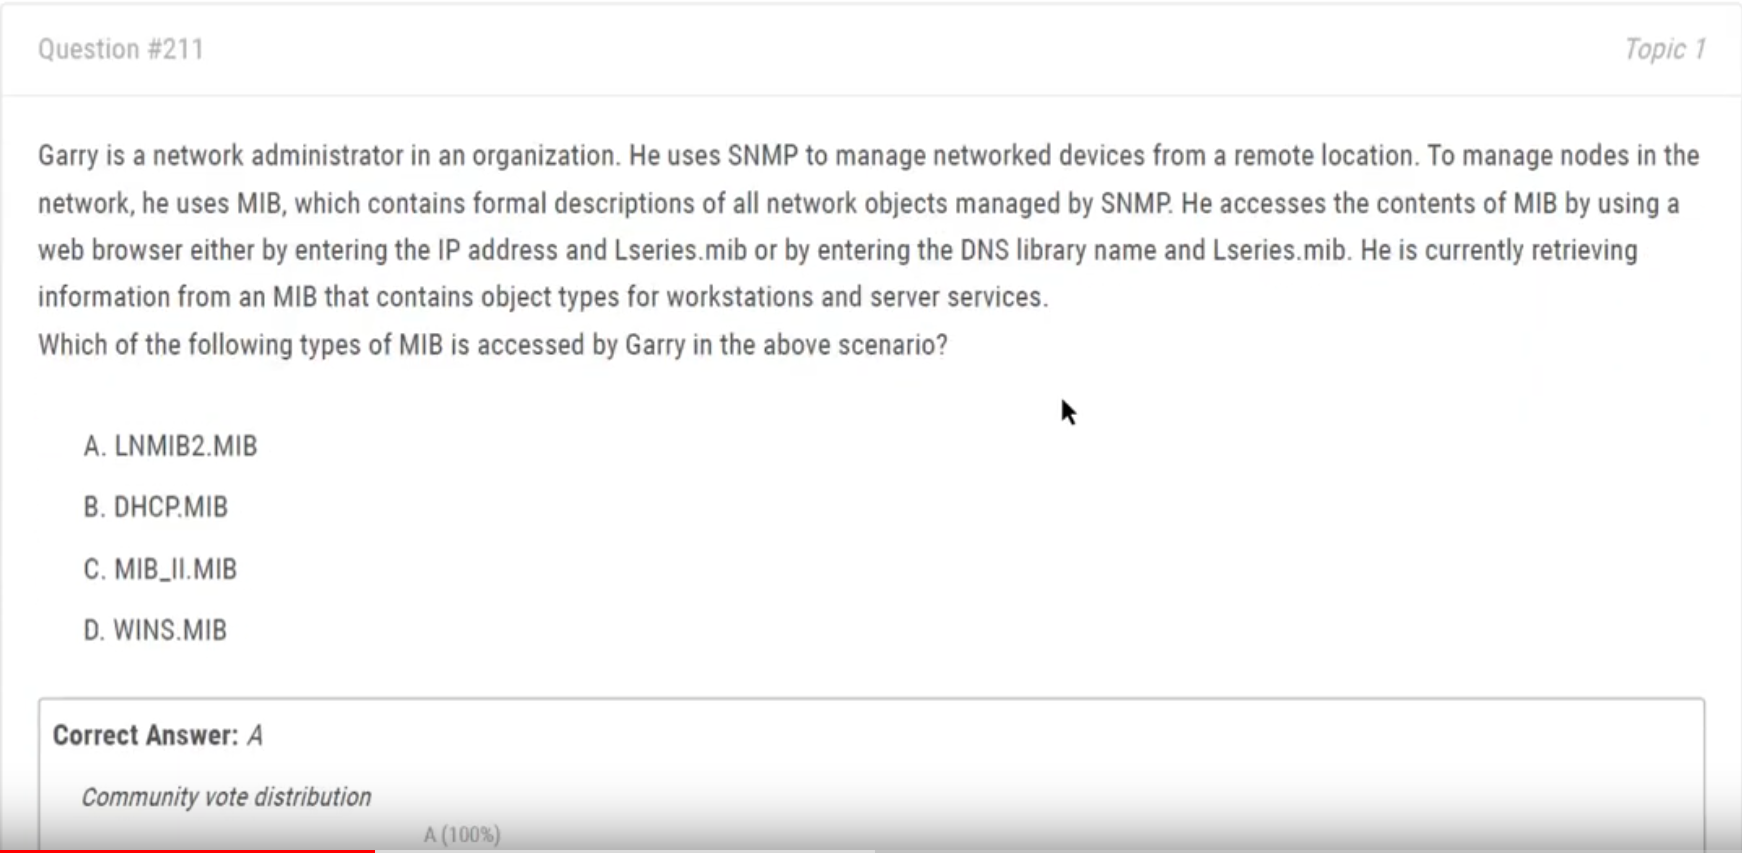 Question #211
Topic 1
Garry is a network administrator in an organization. He uses SNMP to manage networked devices from a remote location. To manage nodes in the
network, he uses MIB, which contains formal descriptions of all network objects managed by SNMP. He accesses the contents of MIB by using a
web browser either by entering the IP address and Lseries.mib or by entering the DNS library name and Lseries.mib. He is currently retrieving
information from an MIB that contains object types for workstations and server services.
Which of the following types of MIB is accessed by Garry in the above scenario?
A. LNMIB2.MIB
B. DHCP.MIB
C. MIB_II.MIB
D. WINS.MIB
Correct Answer: A
Community vote distribution
A (100%)